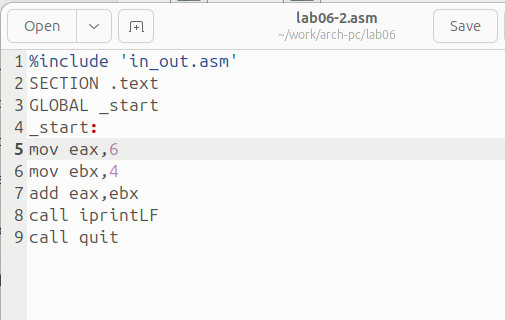 Open
lab06-2.asm
~/work/arch-pc/lab06
Save
1 %include 'in_out.asm'
2 SECTION .text
3 GLOBAL _start
4 _start:
5 mov eax,6
6 mov ebx,4
7 add eax,ebx
8 call iprintLF
9 call quit